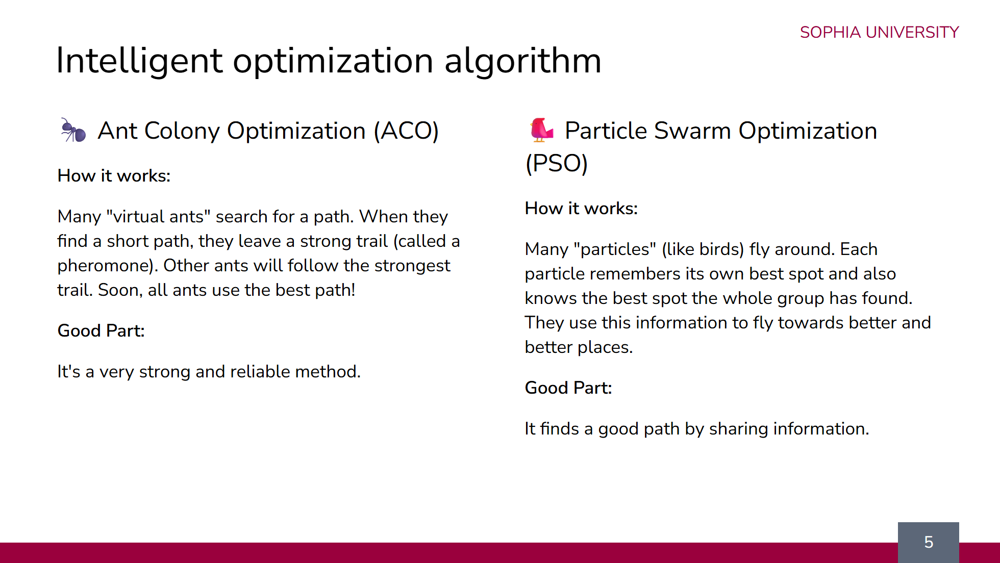 SOPHIA UNIVERSITY
Intelligent optimization algorithm
Ant Colony Optimization (ACO)
How it works:
Many "virtual ants" search for a path. When they
find a short path, they leave a strong trail (called a
pheromone). Other ants will follow the strongest
trail. Soon, all ants use the best path!
Good Part:
It's a very strong and reliable method.
Particle Swarm Optimization
(PSO)
How it works:
Many "particles" (like birds) fly around. Each
particle remembers its own best spot and also
knows the best spot the whole group has found.
They use this information to fly towards better and
better places.
Good Part:
It finds a good path by sharing information.
5